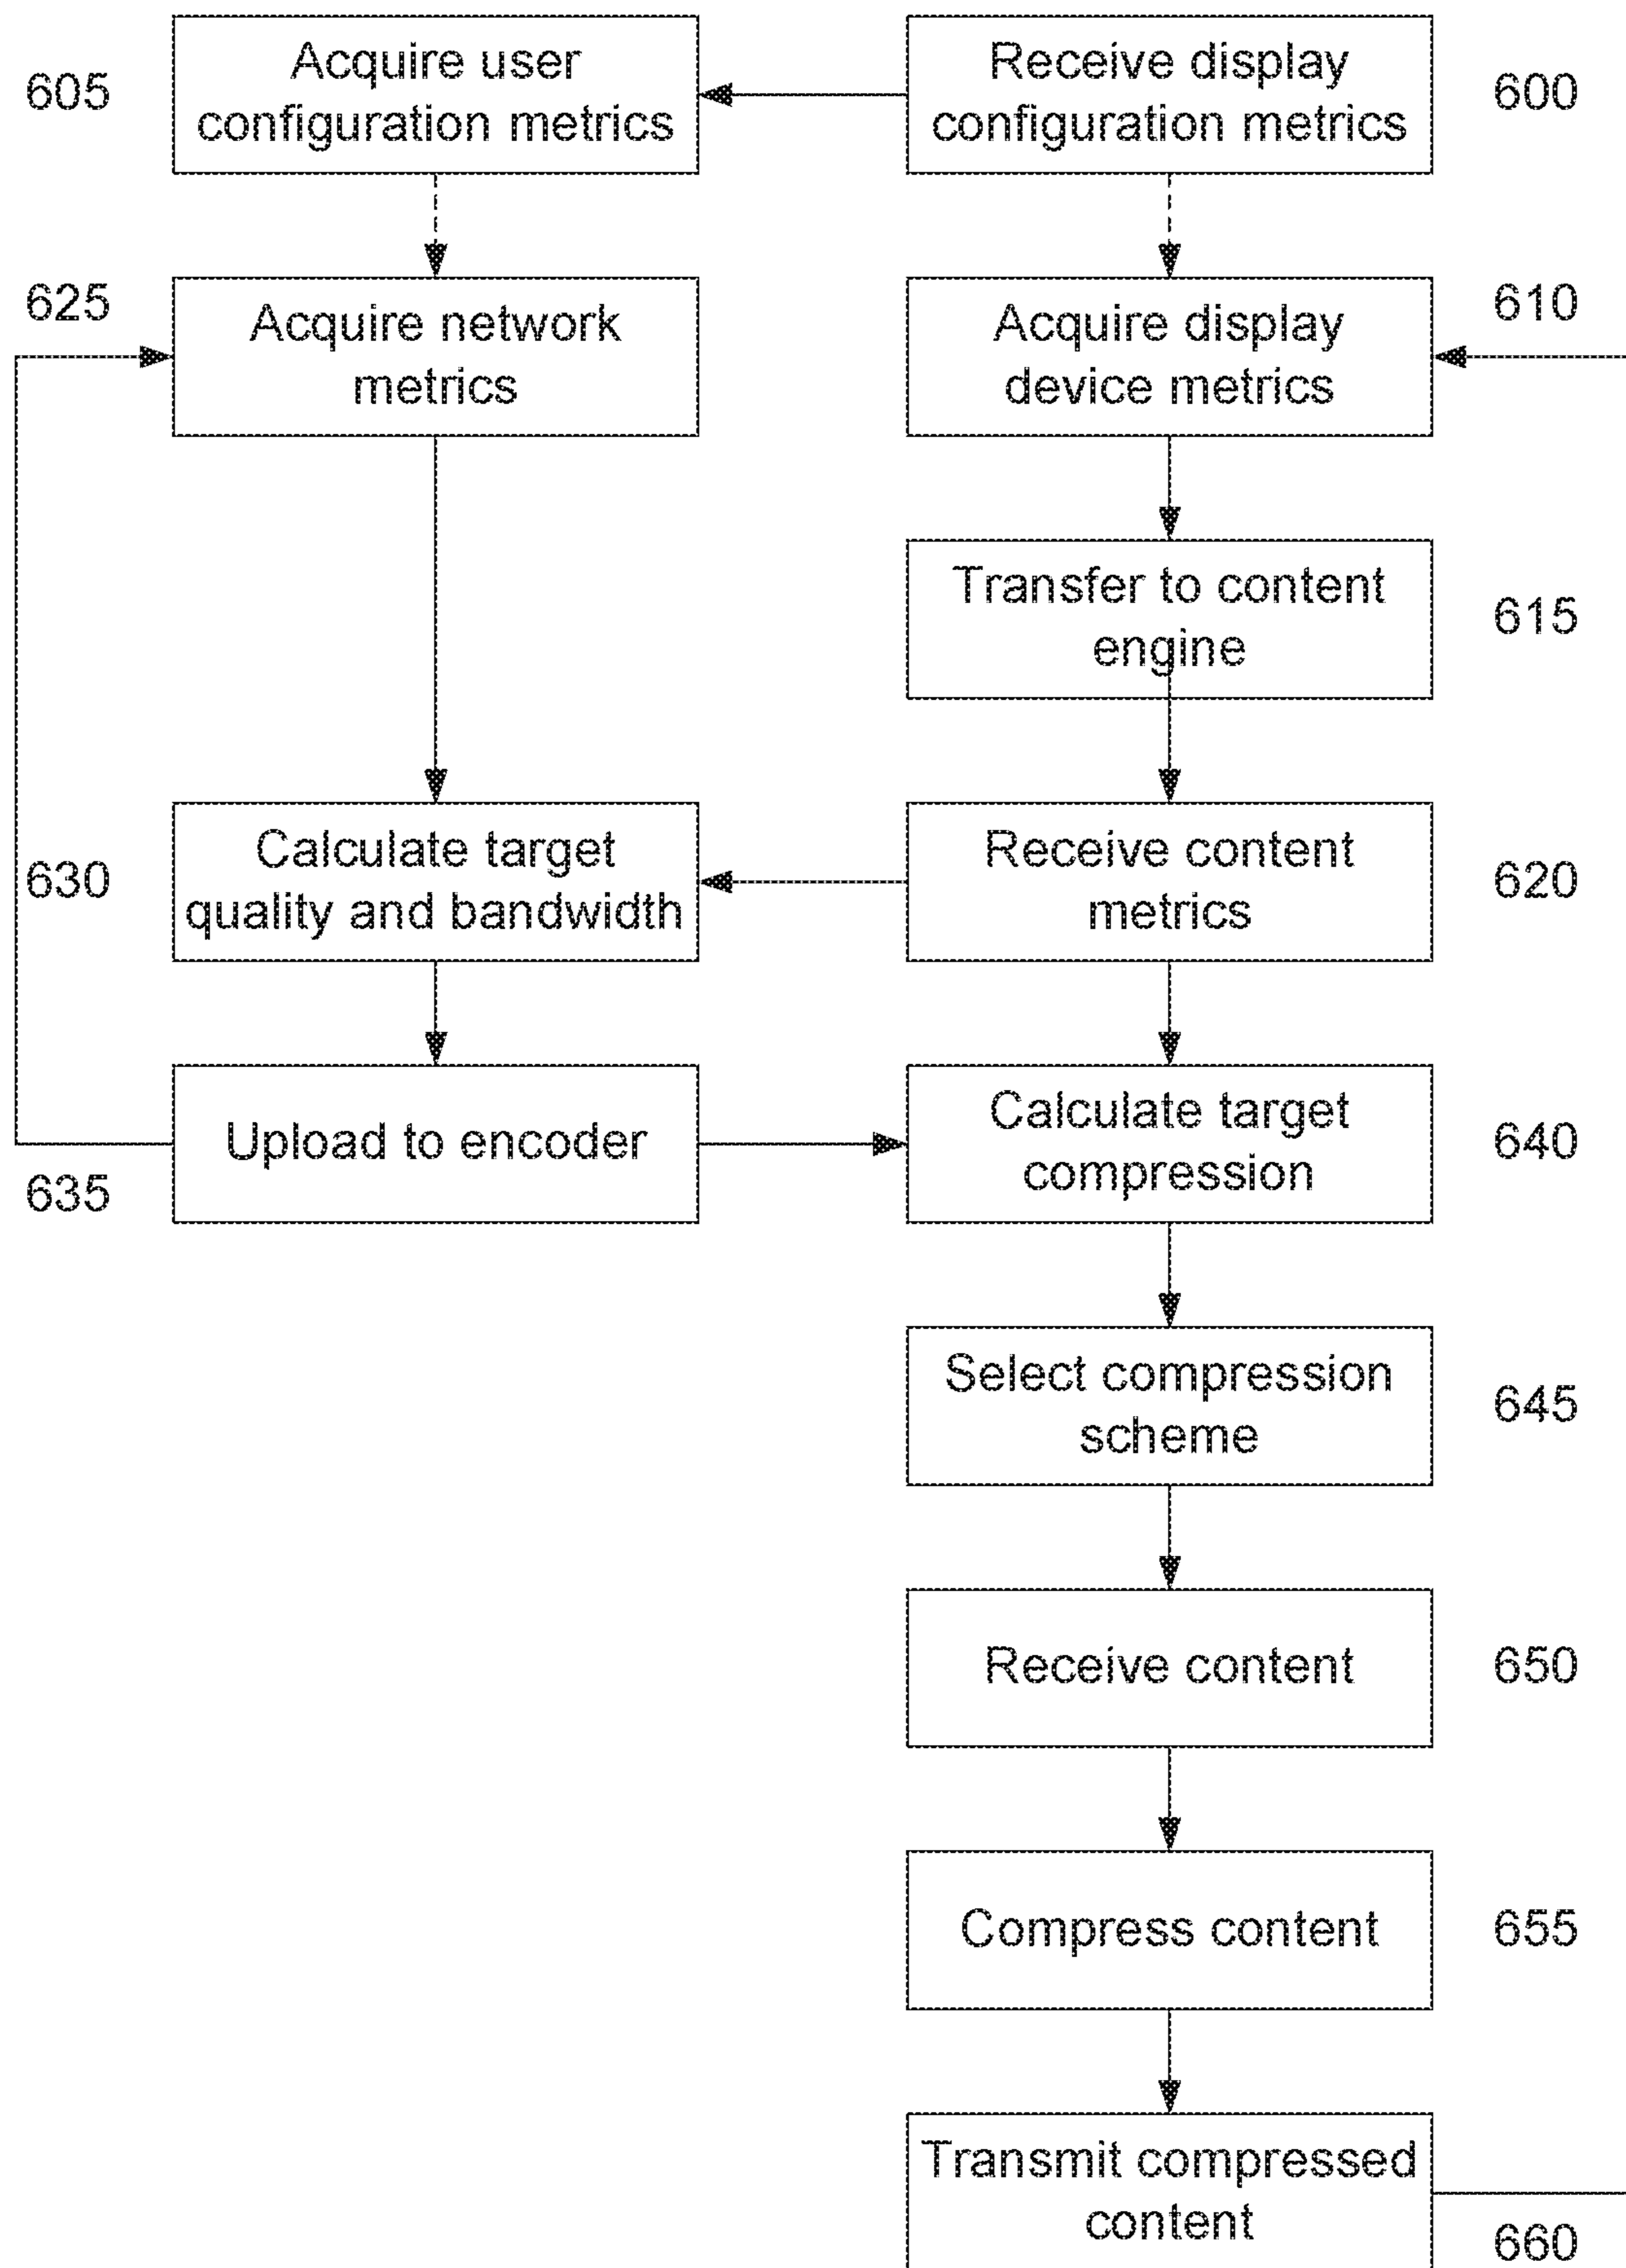 605
Acquire user
configuration metrics
Receive display
configuration metrics
600
625
Acquire network
metrics
Acquire display
device metrics
610
Transfer to content
engine
615
630
Calculate target
quality and bandwidth
Receive content
metrics
620
Upload to encoder
635
Calculate target
compression
640
Select compression
scheme
645
Receive content
650
Compress content
655
Transmit compressed
content
660